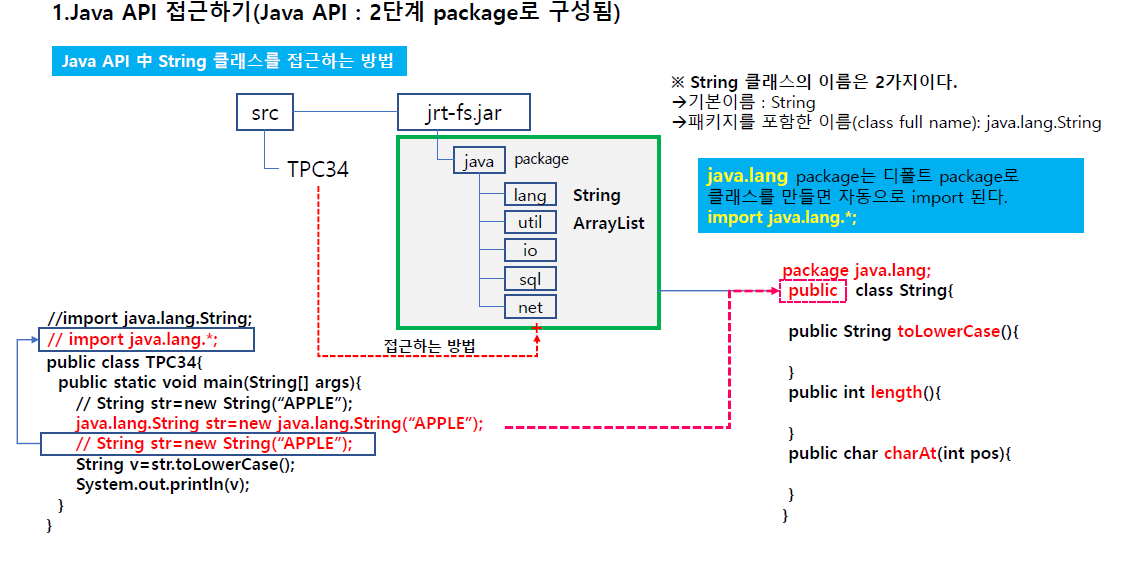 1.Java API 접근하기(Java API : 2단계 package로 구성됨)
Java API 中 String 클래스를 접근하는 방법
※ String 클래스의 이름은 2가지이다.
→기본이름 : String
→패키지를 포함한 이름(class full name): java.lang.String
src
jrt-fs.jar
TPC34
java
package
lang
String
util
ArrayList
io
sql
net
접근하는 방법
java.lang package는 디폴트 package로
클래스를 만들면 자동으로 import 된다.
import java.lang.*;
//import java.lang.String;
// import java.lang.*;
public class TPC34{
public static void main(String[] args){
// String str=new String(“APPLE”);
java.lang.String str=new java.lang.String(“APPLE”);
// String str=new String(“APPLE”);
String v=str.toLowerCase();
System.out.println(v);
}
}
package java.lang;
public class String{
public String toLowerCase(){
}
public int length(){
}
public char charAt(int pos){
}
}